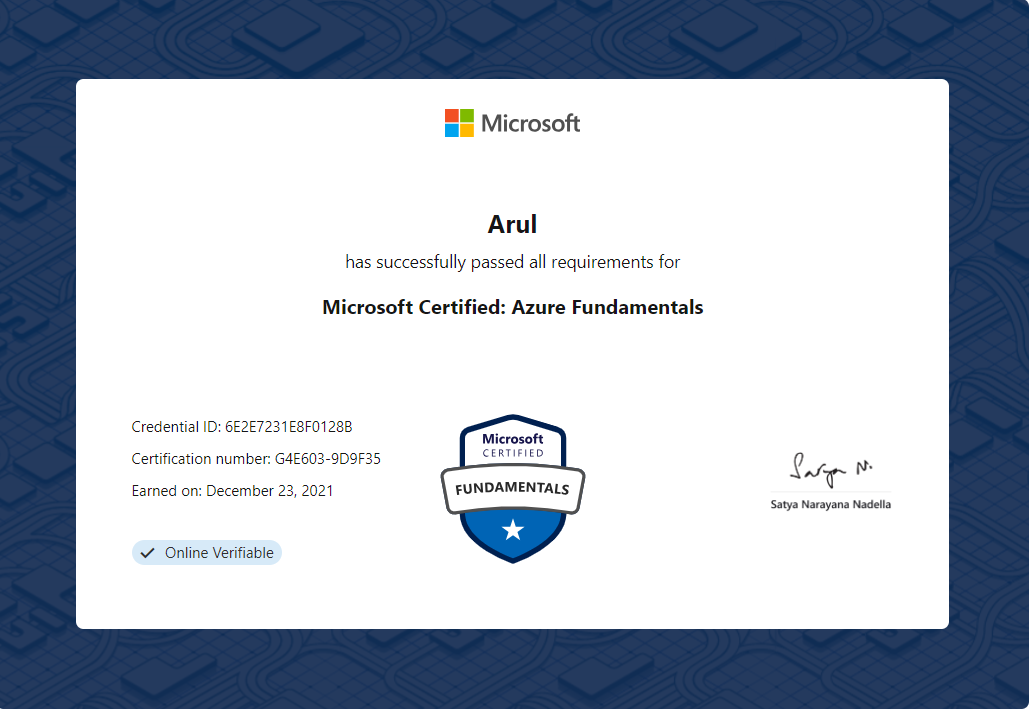 Microsoft
Arul
has successfully passed all requirements for
Microsoft Certified: Azure Fundamentals
Credential ID: 6E2E7231E8F0128B
Certification number: G4E603-9D9F35
Earned on: December 23, 2021
Online Verifiable
Microsoft
CERTIFIED
FUNDAMENTALS
Satya N.
Satya Narayana Nadella